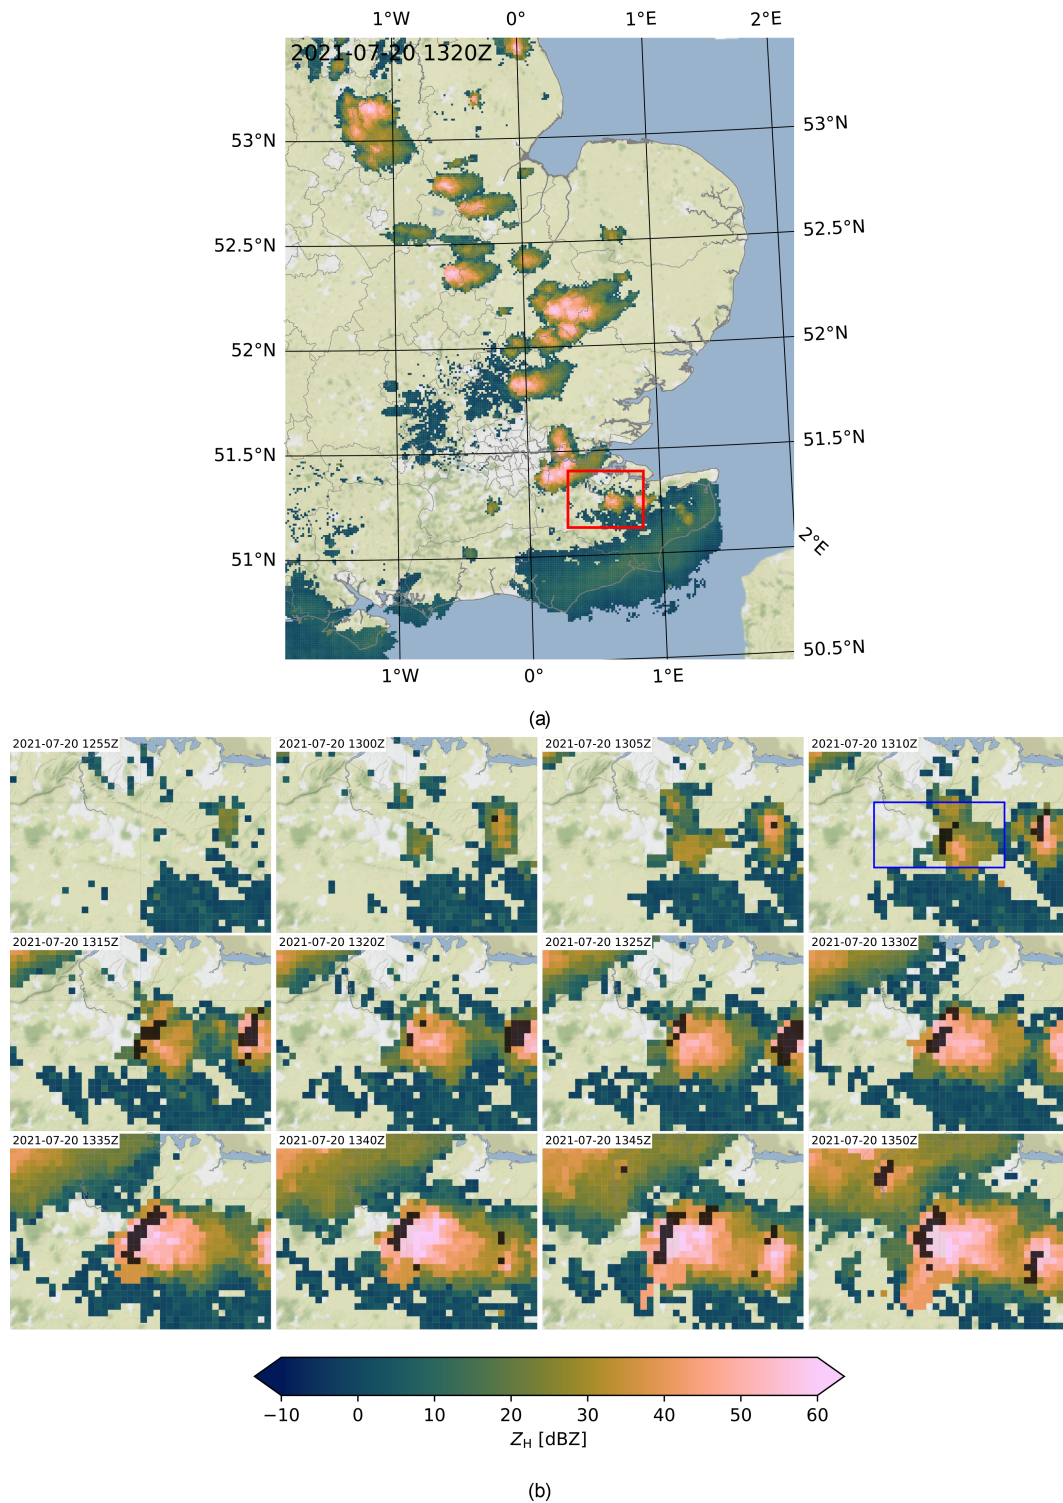 1°W 0° 1°E 2°E
2021-07-20 1320Z
53°N 53°N
52.5°N 52.5°N
52°N 52°N
51.5°N 51.5°N
51°N 2°E
50.5°N
1°W 0° 1°E
(a)
2021-07-20 1255Z 2021-07-20 1300Z 2021-07-20 1305Z 2021-07-20 1310Z
2021-07-20 1315Z 2021-07-20 1320Z 2021-07-20 1325Z 2021-07-20 1330Z
2021-07-20 1335Z 2021-07-20 1340Z 2021-07-20 1345Z 2021-07-20 1350Z
−10 0 10 20 30 40 50 60
ZH [dBZ]
(b)